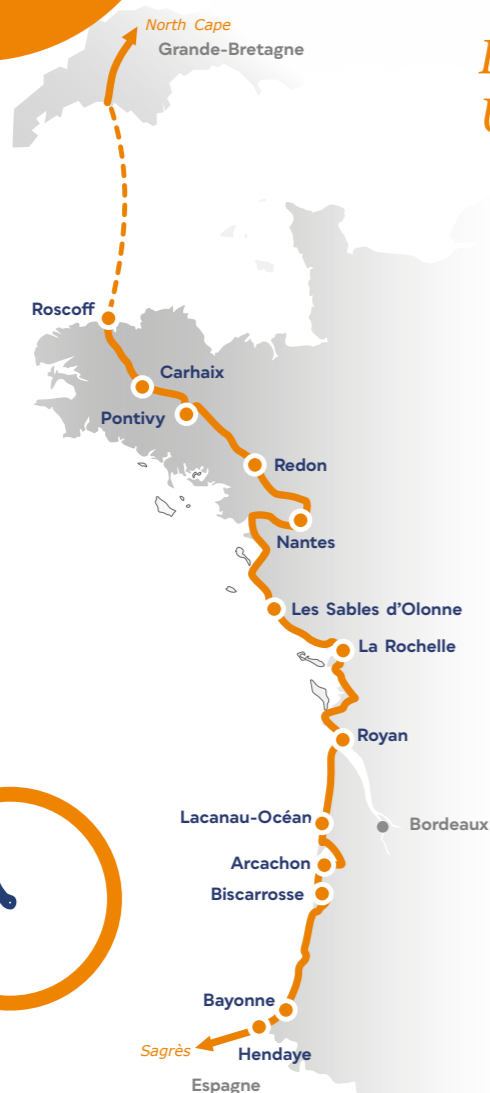 North Cape
Grande-Bretagne
Roscoff
Carhaix
Pontivy
Redon
Nantes
Les Sables d'Olonne
La Rochelle
Royan
Lacanau-Océan
Bordeaux
Arcachon
Biscarrosse
Bayonne
Sagrès
Hendaye
Espagne